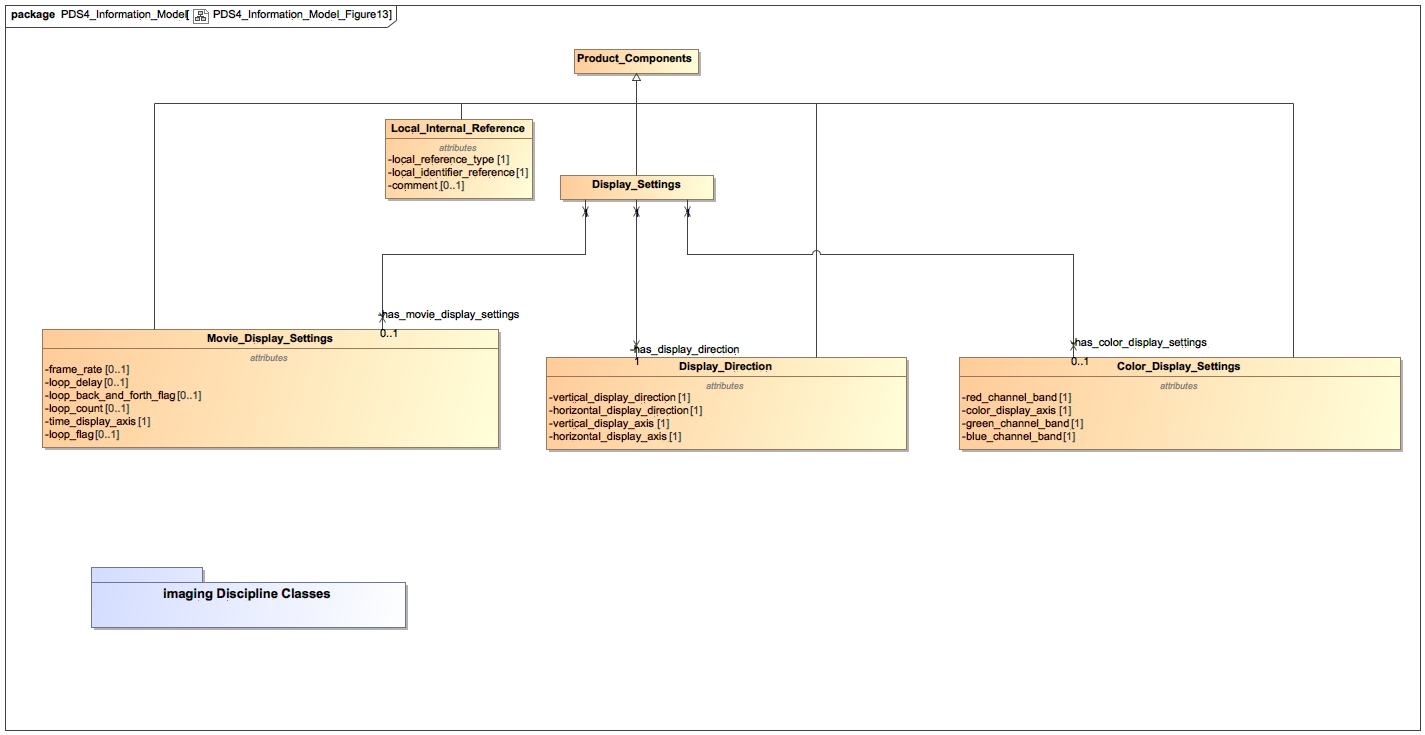 package PDS4_Information_Model[ PDS4_Information_Model_Figure13]
Product_Components
Local_Internal_Reference
attributes
-local_reference_type [1]
-local_identifier_reference[1]
-comment [0..1]
Display_Settings
-has_movie_display_settings
0..1
Movie_Display_Settings
attributes
-frame_rate [0..1]
-loop_delay [0..1]
-loop_back_and_forth_flag [0..1]
-loop_count [0..1]
-time_display_axis [1]
-loop_flag[0..1]
-has_display_direction
1
Display_Direction
attributes
-vertical_display_direction [1]
-horizontal_display_direction[1]
-vertical_display_axis [1]
-horizontal_display_axis [1]
-has_color_display_settings
0..1
Color_Display_Settings
attributes
-red_channel_band [1]
-color_display_axis [1]
-green_channel_band [1]
-blue_channel_band[1]
imaging Discipline Classes